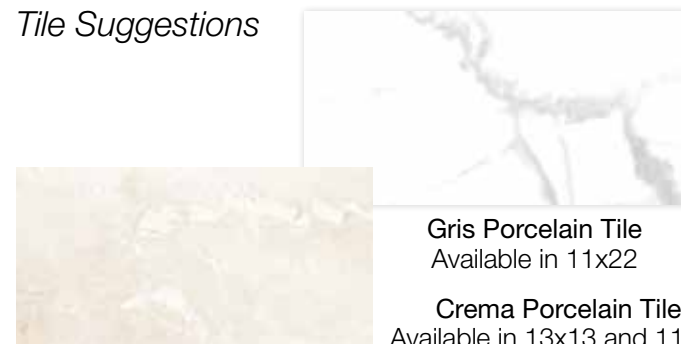 Tile Suggestions
Gris Porcelain Tile
Available in 11x22
Crema Porcelain Tile
Available in 13x13 and 11